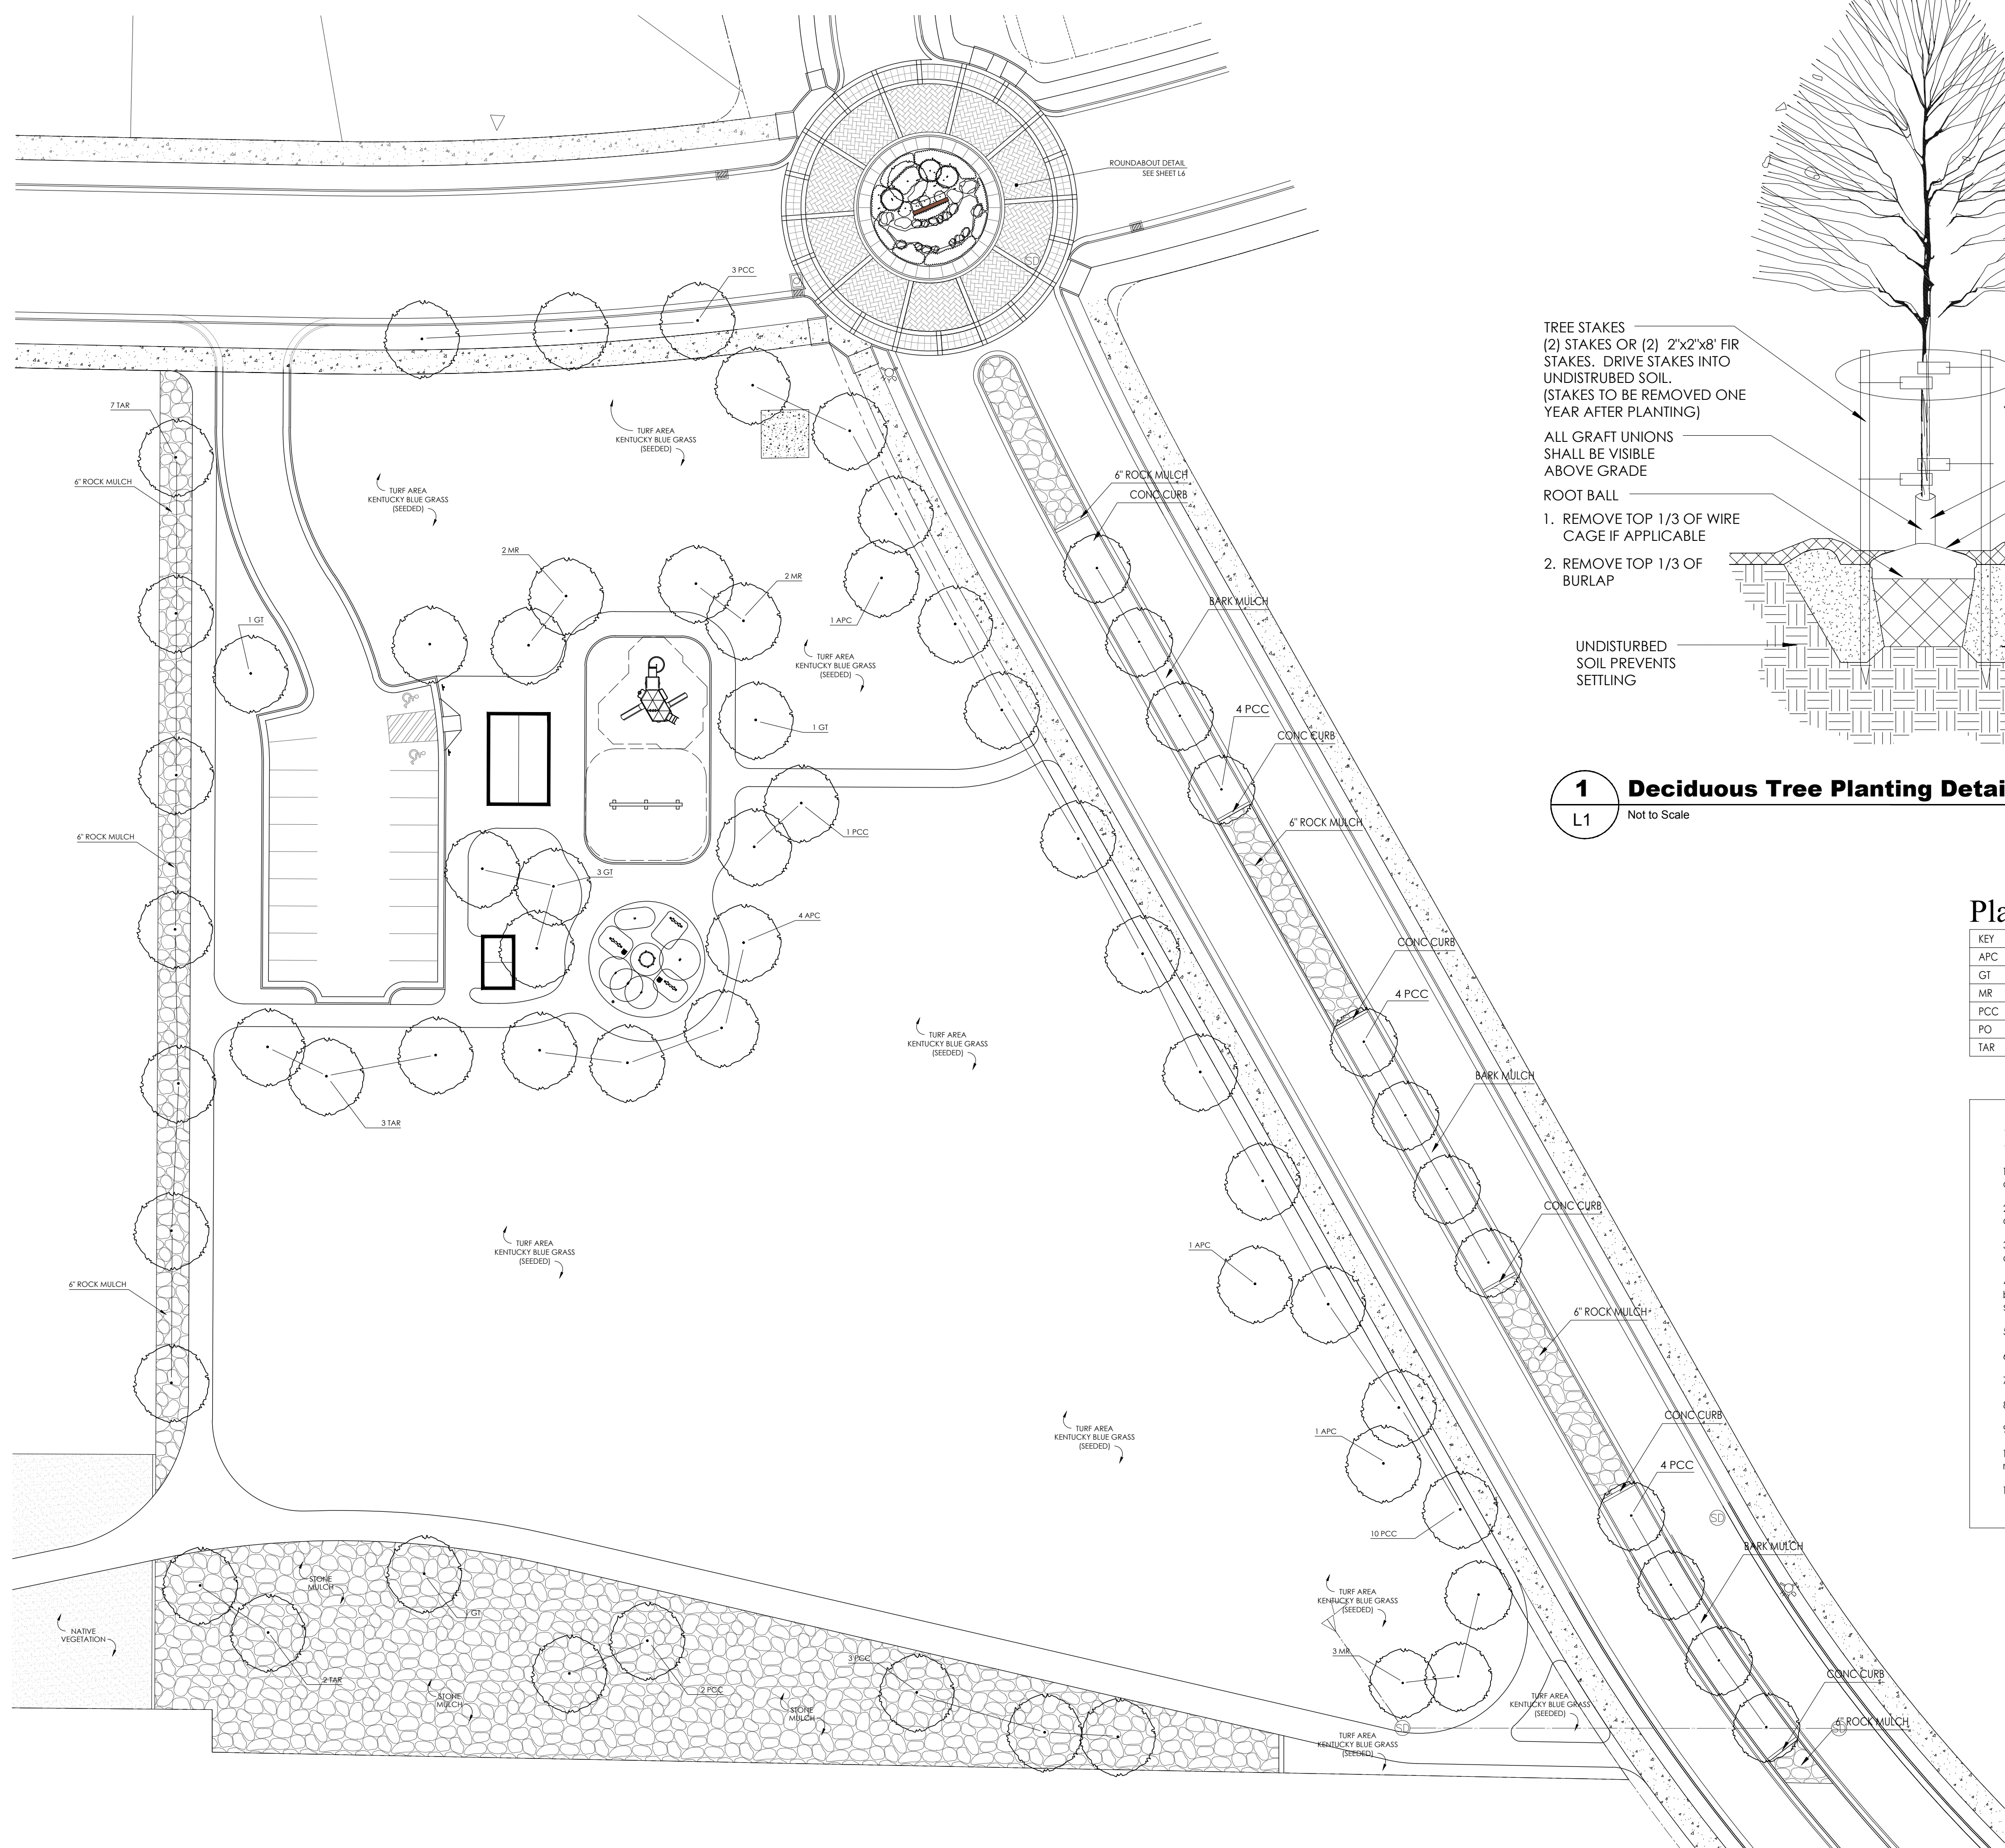 ROUNDABOUT DETAIL
SEE SHEET L6
3 PCC
7 TAR
TURF AREA
KENTUCKY BLUE GRASS
(SEEDED)
6" ROCK MULCH
TURF AREA
KENTUCKY BLUE GRASS
(SEEDED)
6" ROCK MULCH
CONC CURB
2 MR
2 MR
BARK MULCH
1 GT
1 APC
TURF AREA
KENTUCKY BLUE GRASS
(SEEDED)
4 PCC
1 GT
CONC CURB
6" ROCK MULCH
1 PCC
6" ROCK MULCH
3 GT
4 APC
CONC CURB
4 PCC
TURF AREA
KENTUCKY BLUE GRASS
(SEEDED)
BARK MULCH
3 TAR
CONC CURB
TURF AREA
KENTUCKY BLUE GRASS
(SEEDED)
1 APC
6" ROCK MULCH
6" ROCK MULCH
CONC CURB
TURF AREA
KENTUCKY BLUE GRASS
(SEEDED)
1 APC
4 PCC
SD
10 PCC
BARK MULCH
STONE
MULCH
TURF AREA
KENTUCKY BLUE GRASS
(SEEDED)
1 GT
NATIVE
VEGETATION
3 MR
3 PCC
CONC CURB
2 TAR
2 PCC
STONE
MULCH
STONE
MULCH
TURF AREA
KENTUCKY BLUE GRASS
(SEEDED)
6" ROCK MULCH
SD
SD
TURF AREA
KENTUCKY BLUE GRASS
(SEEDED)
SD
TREE STAKES
(2) STAKES OR (2) 2"x2"x8' FIR
STAKES. DRIVE STAKES INTO
UNDISTRUBED SOIL.
(STAKES TO BE REMOVED ONE
YEAR AFTER PLANTING)
ALL GRAFT UNIONS
SHALL BE VISIBLE
ABOVE GRADE
ROOT BALL
1. REMOVE TOP 1/3 OF WIRE
CAGE IF APPLICABLE
2. REMOVE TOP 1/3 OF
BURLAP
UNDISTURBED
SOIL PREVENTS
SETTLING
1
L1
Deciduous Tree Planting Detai
Not to Scale
Pla
KEY
APC
GT
MR
PCC
PO
TAR